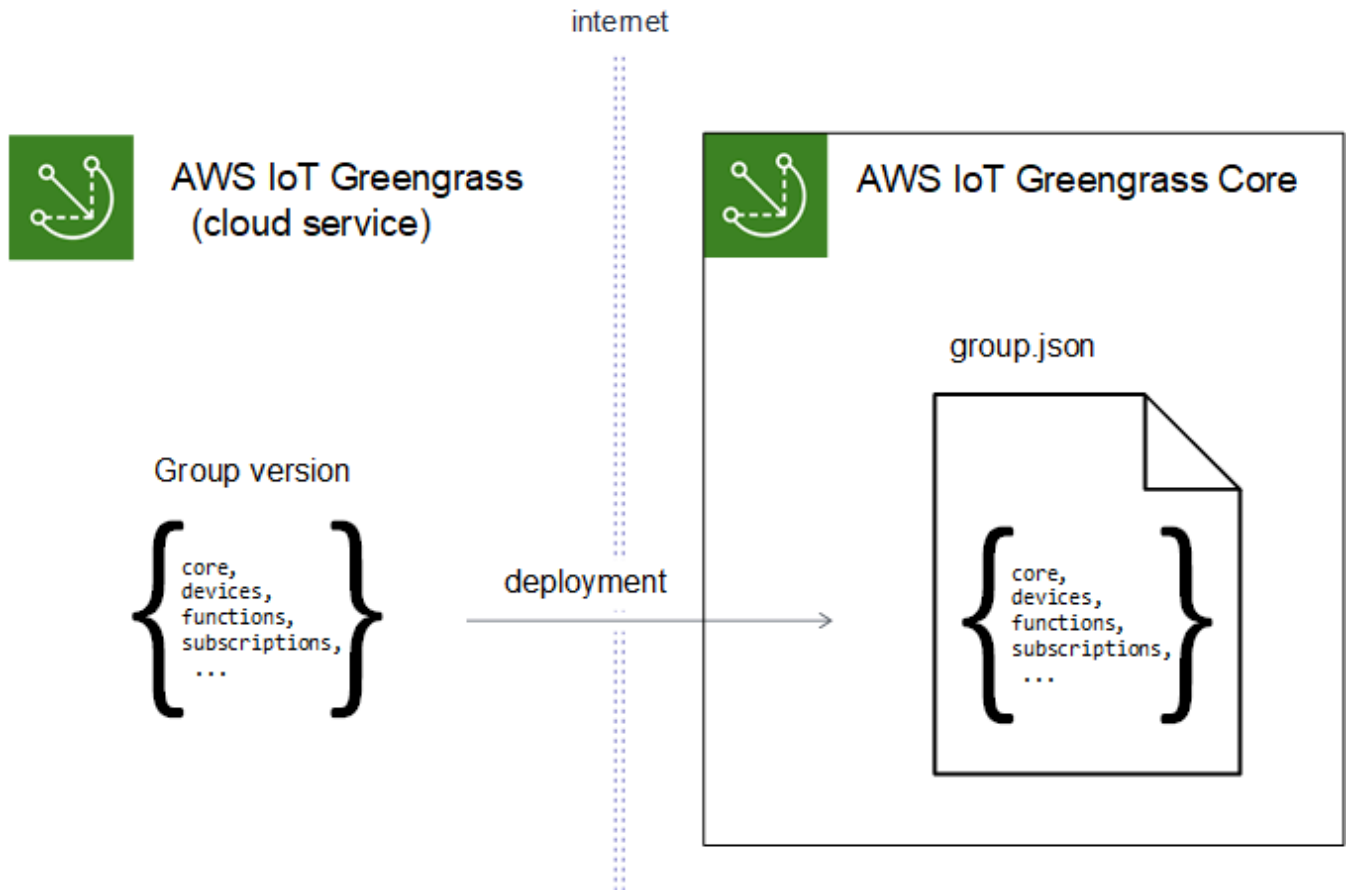 internet
AWS IoT Greengrass
(cloud service)
AWS IoT Greengrass Core
group.json
Group version
{ core,
devices,
functions,
subscriptions,
... }
deployment
{ core,
devices,
functions,
subscriptions,
... }